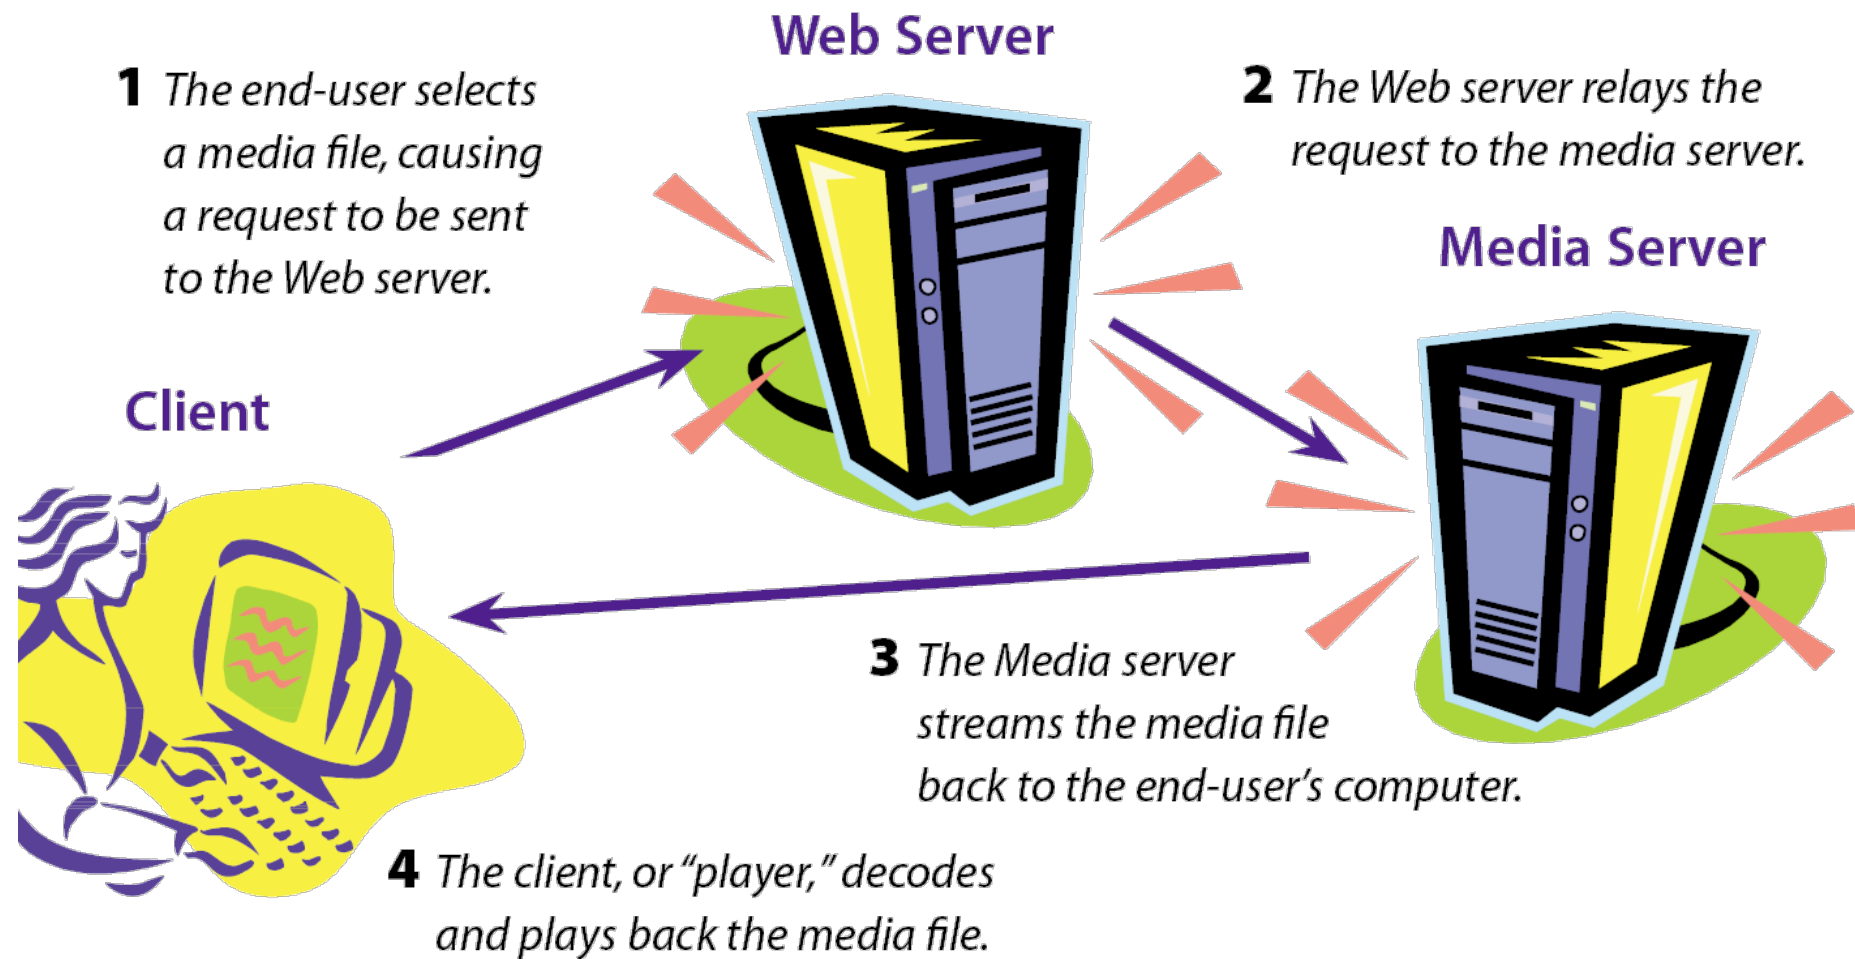 Web Server
1 The end-user selects
a media file, causing
a request to be sent
to the Web server.
2 The Web server relays the
request to the media server.
Media Server
Client
3 The Media server
streams the media file
back to the end-user’s computer.
4 The client, or “player,” decodes
and plays back the media file.